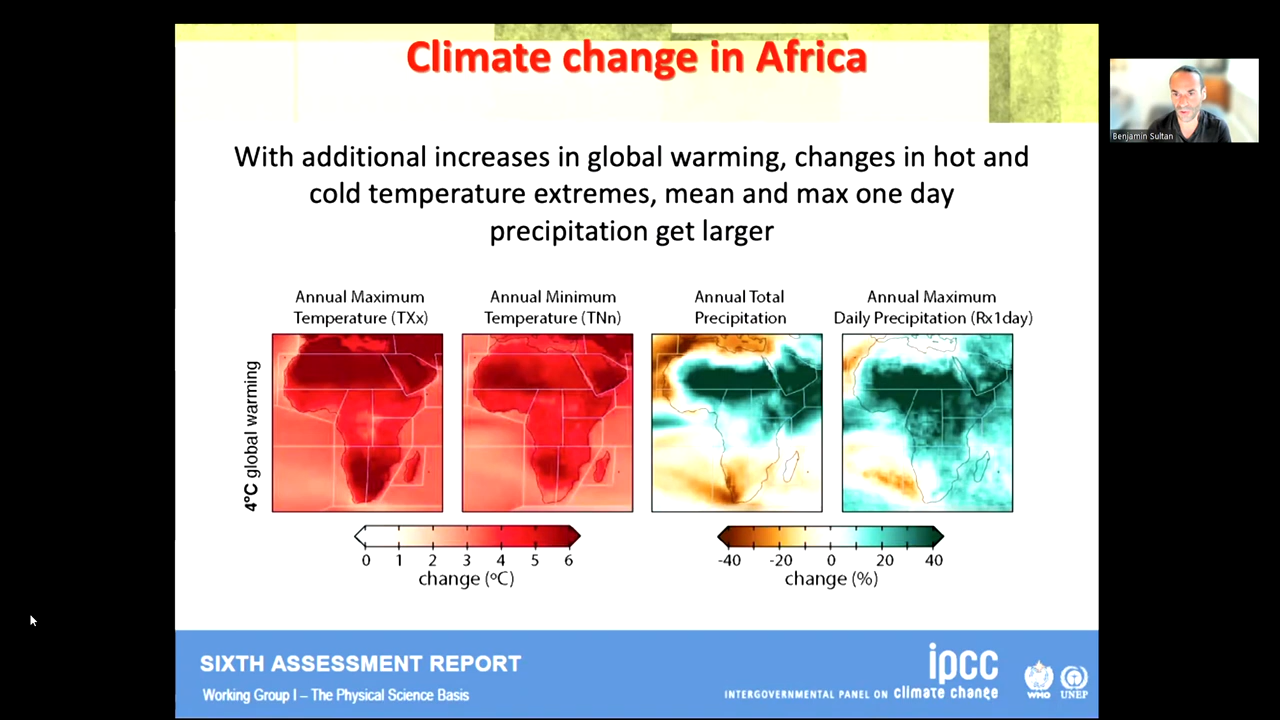 Climate change in Africa
Benjamin Sultan
With additional increases in global warming, changes in hot and
cold temperature extremes, mean and max one day
precipitation get larger
Annual Maximum
Temperature (TXx)
Annual Minimum
Temperature (TNn)
Annual Total
Precipitation
Annual Maximum
Daily Precipitation (Rx1day)
4°C global warming
0 1 2 3 4 5 6
change (ºC)
-40 -20 0 20 40
change (%)
SIXTH ASSESSMENT REPORT
Working Group I – The Physical Science Basis
ipcc
INTERGOVERNMENTAL PANEL ON climate change
WMO
UNEP